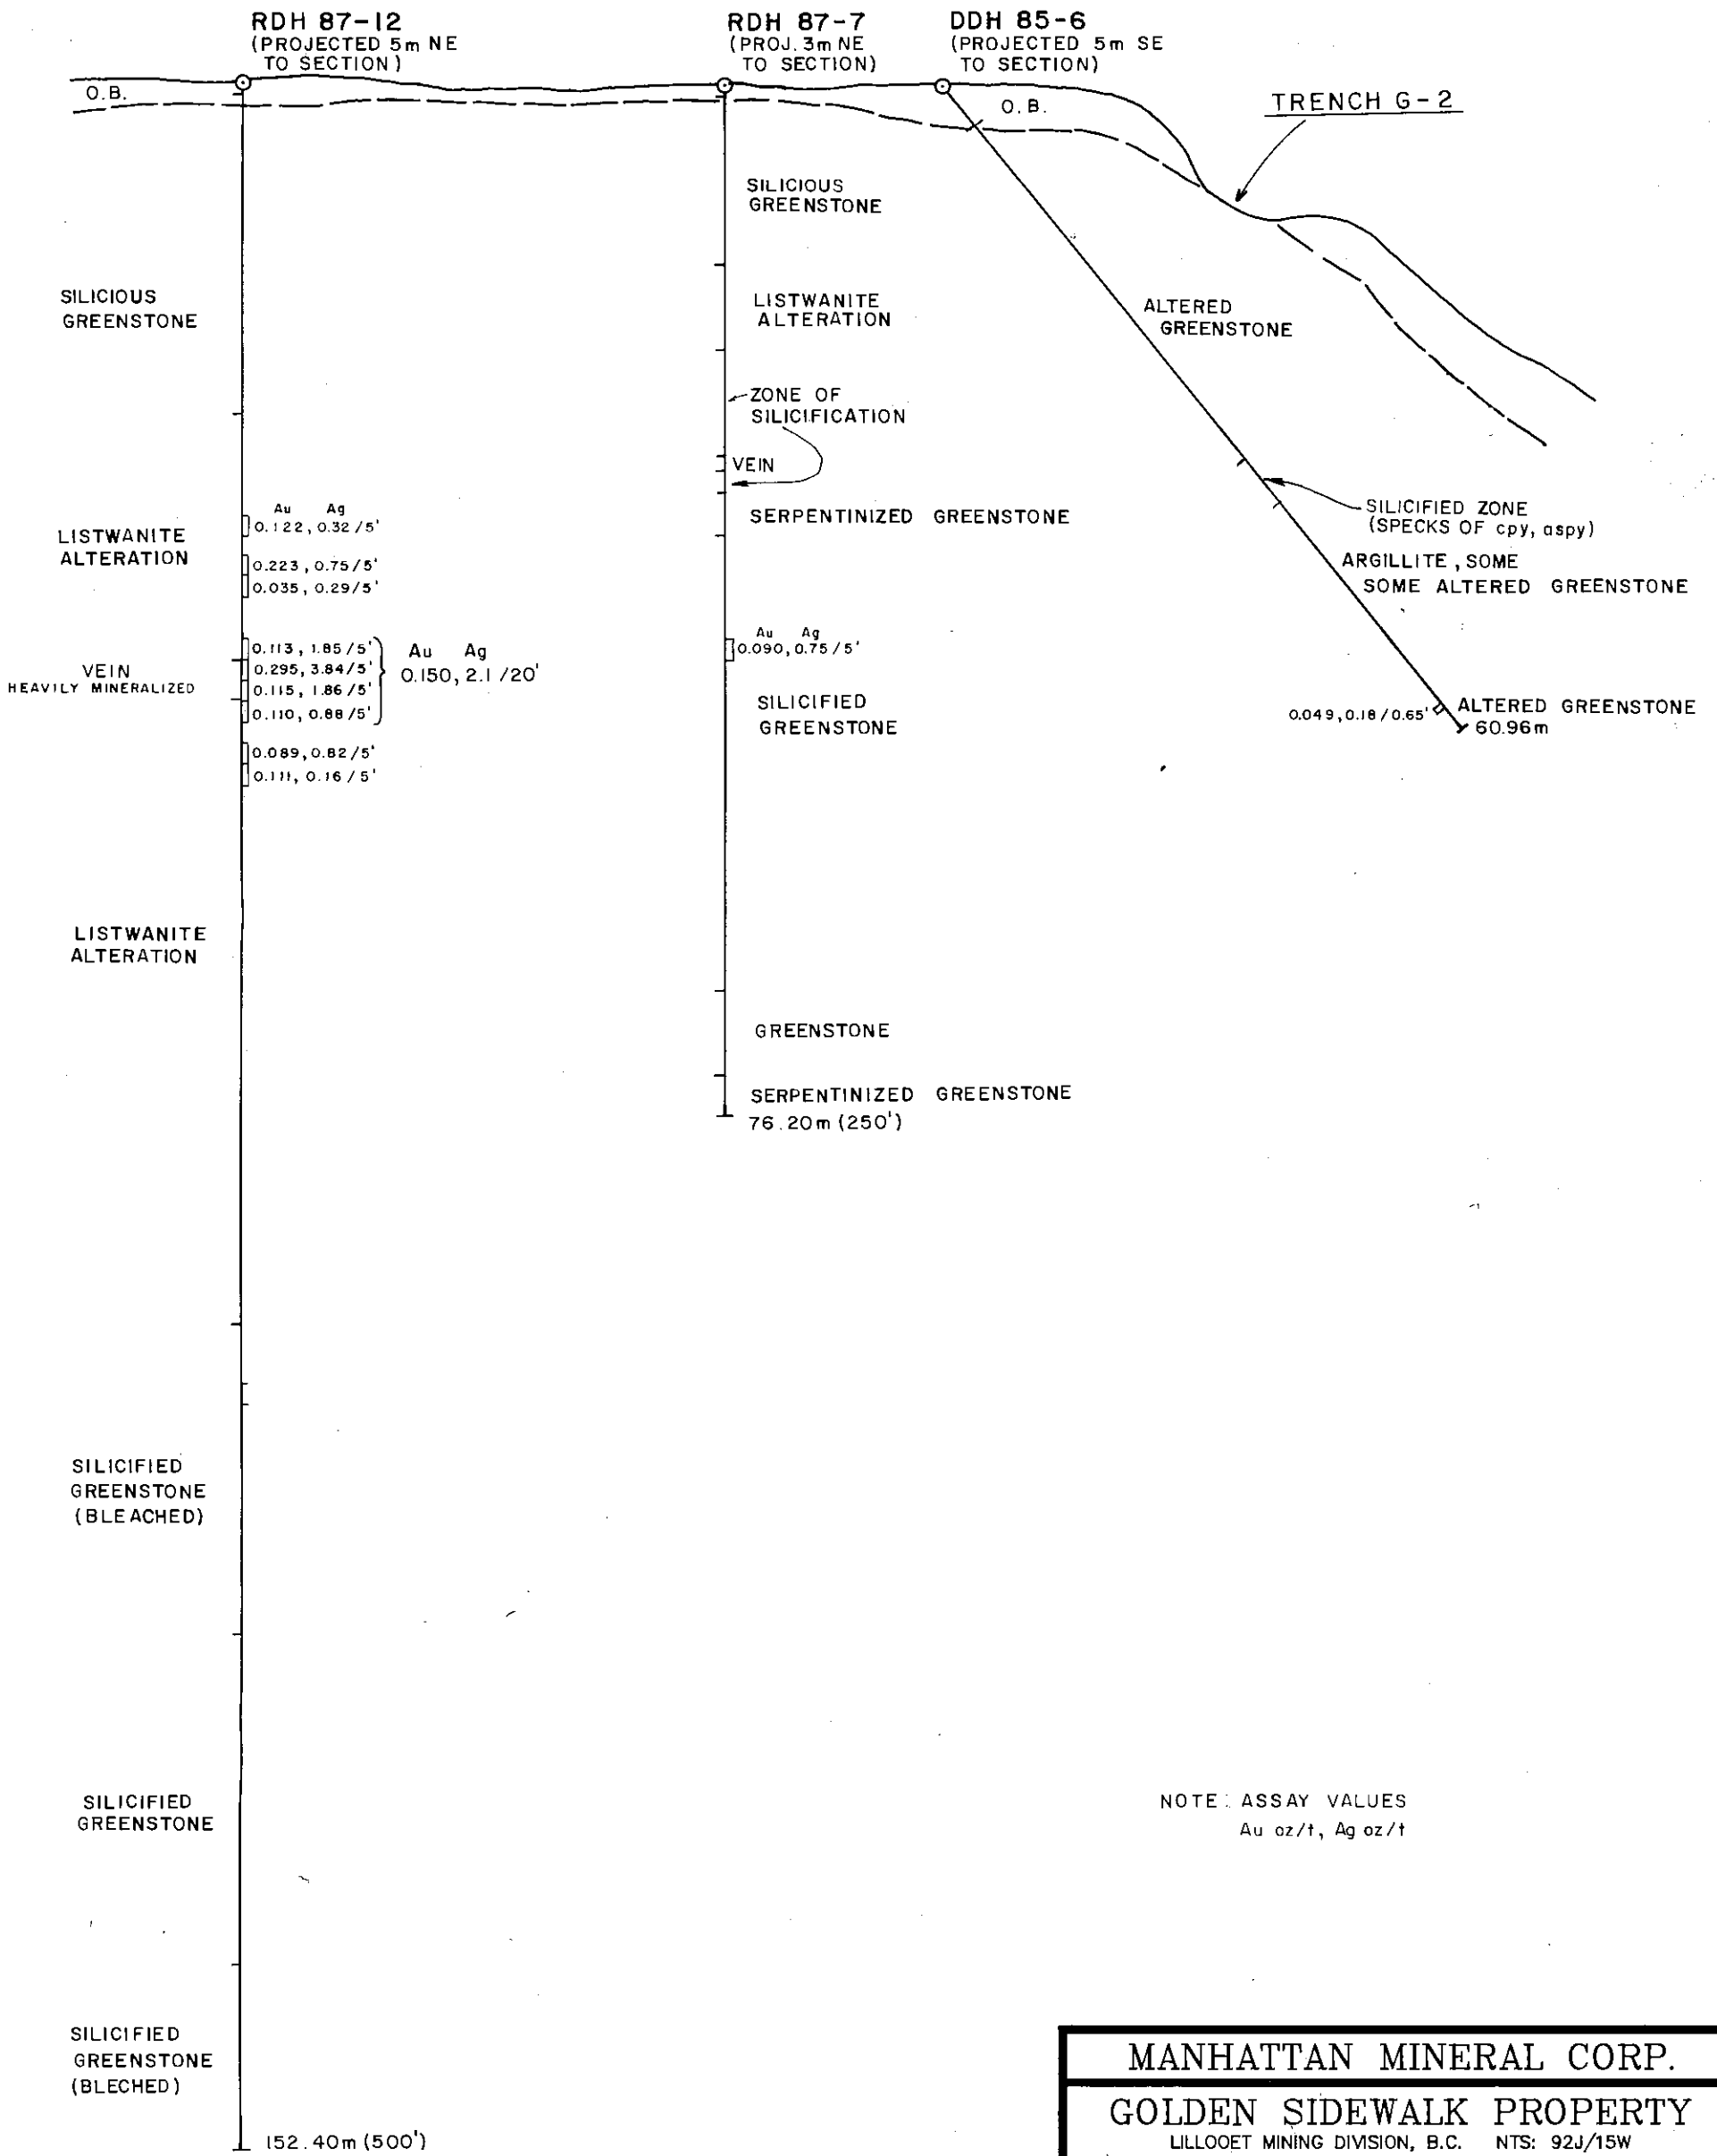 RDH 87-12
(PROJECTED 5m NE
TO SECTION)
RDH 87-7
(PROJ. 3m NE
TO SECTION)
DDH 85-6
(PROJECTED 5m SE
TO SECTION)
O.B.
O.B.
TRENCH G-2
SILICIOUS
GREENSTONE
LISTWANITE
ALTERATION
VEIN
HEAVILY MINERALIZED
LISTWANITE
ALTERATION
SILICIFIED
GREENSTONE
(BLEACHED)
SILICIFIED
GREENSTONE
SILICIFIED
GREENSTONE
(BLECHED)
Au Ag
0.122, 0.32/5'
0.223, 0.75/5'
0.035, 0.29/5'
0.113, 1.85/5'
0.295, 3.84/5'
0.115, 1.86/5'
0.110, 0.88/5'
Au Ag
0.150, 2.1/20'
0.089, 0.82/5'
0.111, 0.16/5'
152.40m (500')
SILICIOUS
GREENSTONE
LISTWANITE
ALTERATION
ZONE OF
SILICIFICATION
VEIN
SERPENTINIZED GREENSTONE
Au Ag
0.090, 0.75/5'
SILICIFIED
GREENSTONE
GREENSTONE
SERPENTINIZED GREENSTONE
76.20m (250')
ALTERED
GREENSTONE
SILICIFIED ZONE
(SPECKS OF cpy, aspy)
ARGILLITE, SOME
SOME ALTERED GREENSTONE
0.049, 0.18/0.65'
ALTERED GREENSTONE
60.96m
NOTE: ASSAY VALUES
Au oz/t, Ag oz/t
MANHATTAN MINERAL CORP.
GOLDEN SIDEWALK PROPERTY
LILLOOET MINING DIVISION, B.C. NTS: 92J/15W